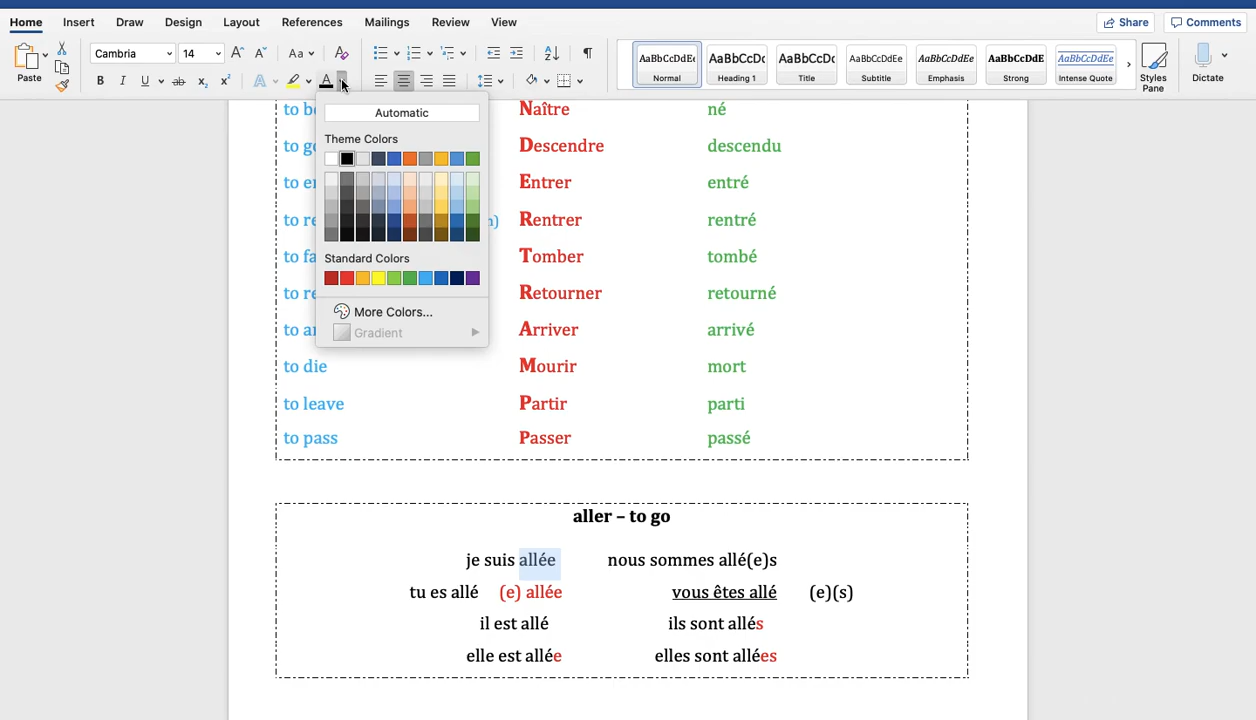 Home Insert Draw Design Layout References Mailings Review View Share Comments
Paste Cambria 14 Aa
AaBbCcDdEe AaBbCcDc AaBbCcDc AaBbCcDdEe AaBbCcDdEe AaBbCcDdE AaBbCcDdEe
Normal Heading 1 Title Subtitle Emphasis Strong Intense Quote Styles Pane Dictate
Automatic
Theme Colors
Standard Colors
More Colors...
Gradient
Naître né
Descendre descendu
Entrer entré
Rentrer rentré
Tomber tombé
Retourner retourné
Arriver arrivé
to die Mourir mort
to leave Partir parti
to pass Passer passé
aller – to go
je suis allée nous sommes allé(e)s
tu es allé (e) allée vous êtes allé (e)(s)
il est allé ils sont allés
elle est allée elles sont allées